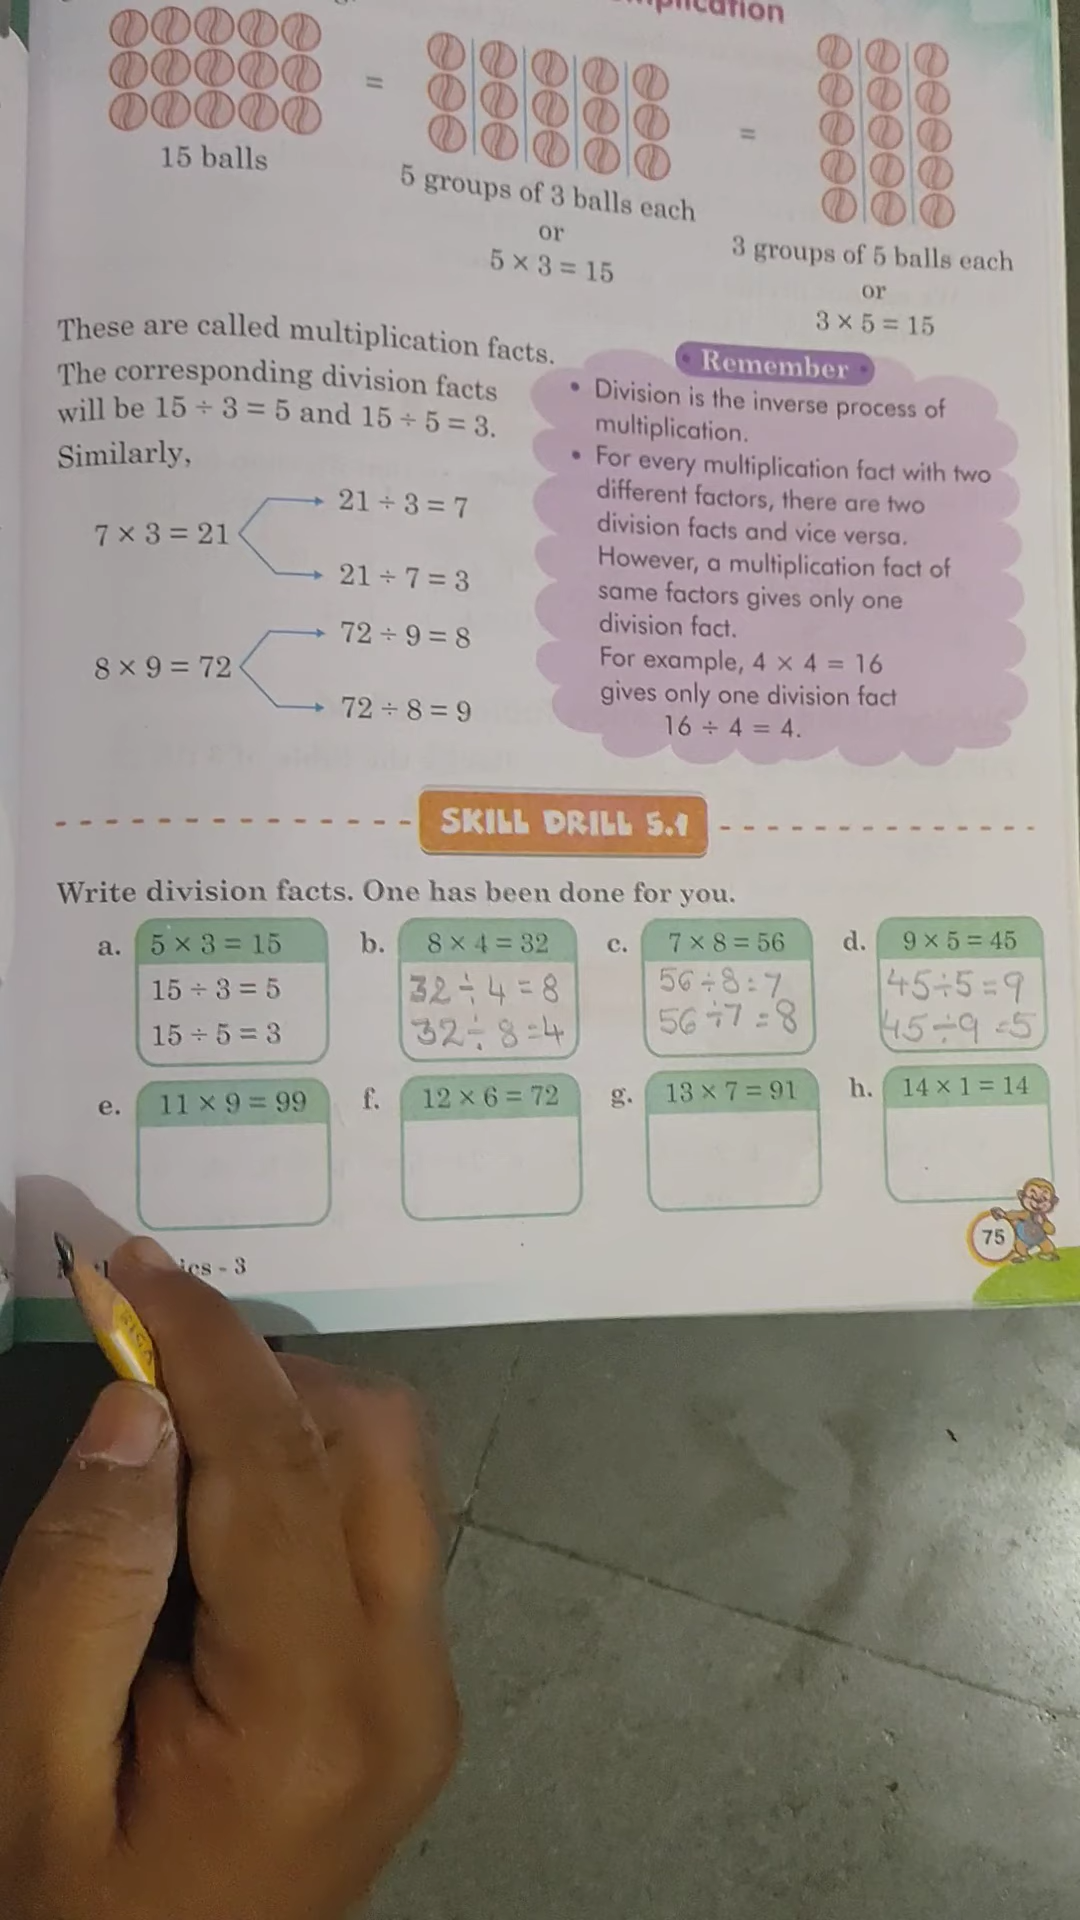 15 balls
=
5 groups of 3 balls each
or
5 × 3 = 15
=
3 groups of 5 balls each
or
3 × 5 = 15
These are called multiplication facts.
The corresponding division facts
will be 15 ÷ 3 = 5 and 15 ÷ 5 = 3.
Similarly,
7 × 3 = 21
21 ÷ 3 = 7
21 ÷ 7 = 3
8 × 9 = 72
72 ÷ 9 = 8
72 ÷ 8 = 9
Remember
• Division is the inverse process of
multiplication.
• For every multiplication fact with two
different factors, there are two
division facts and vice versa.
However, a multiplication fact of
same factors gives only one
division fact.
For example, 4 × 4 = 16
gives only one division fact
16 ÷ 4 = 4.
SKILL DRILL 5.1
Write division facts. One has been done for you.
a. 5 × 3 = 15
15 ÷ 3 = 5
15 ÷ 5 = 3
b. 8 × 4 = 32
32 ÷ 4 = 8
32 ÷ 8 = 4
c. 7 × 8 = 56
56 ÷ 8 = 7
56 ÷ 7 = 8
d. 9 × 5 = 45
45 ÷ 5 = 9
45 ÷ 9 = 5
e. 11 × 9 = 99
f. 12 × 6 = 72
g. 13 × 7 = 91
h. 14 × 1 = 14
75
- 3